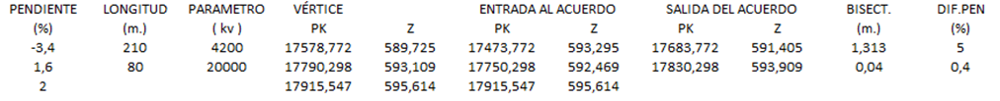 PENDIENTE LONGITUD PARAMETRO VÉRTICE ENTRADA AL ACUERDO SALIDA DEL ACUERDO BISECT. DIF.PEN
(%) (m.) ( kv ) PK Z PK Z PK Z (m.) (%)
-3,4 210 4200 17578,772 589,725 17473,772 593,295 17683,772 591,405 1,313 5
1,6 80 20000 17790,298 593,109 17750,298 592,469 17830,298 593,909 0,04 0,4
2 17915,547 595,614 17915,547 595,614